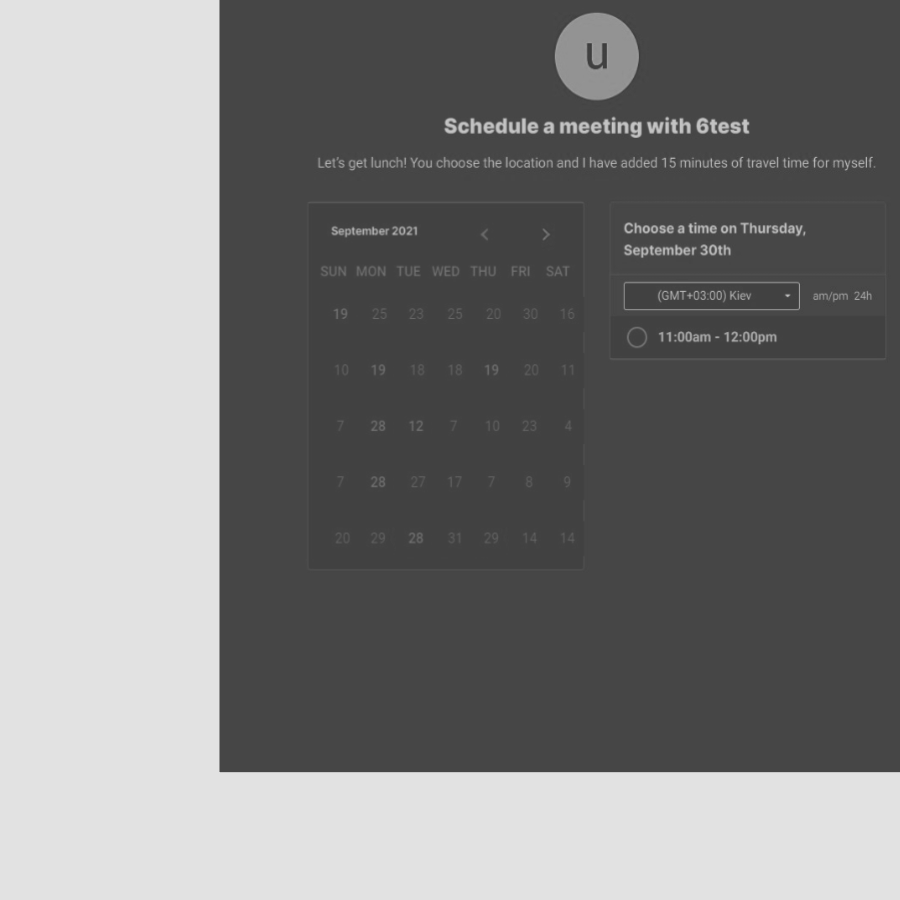 u
Schedule a meeting with 6test
Let's get lunch! You choose the location and I have added 15 minutes of travel time for myself.
September 2021
SUN MON TUE WED THU FRI SAT
19 25 23 25 20 30 16
10 19 18 18 19 20 11
7 28 12 7 10 23 4
7 28 27 17 7 8 9
20 29 28 31 29 14 14
Choose a time on Thursday,
September 30th
(GMT+03:00) Kiev am/pm 24h
11:00am - 12:00pm